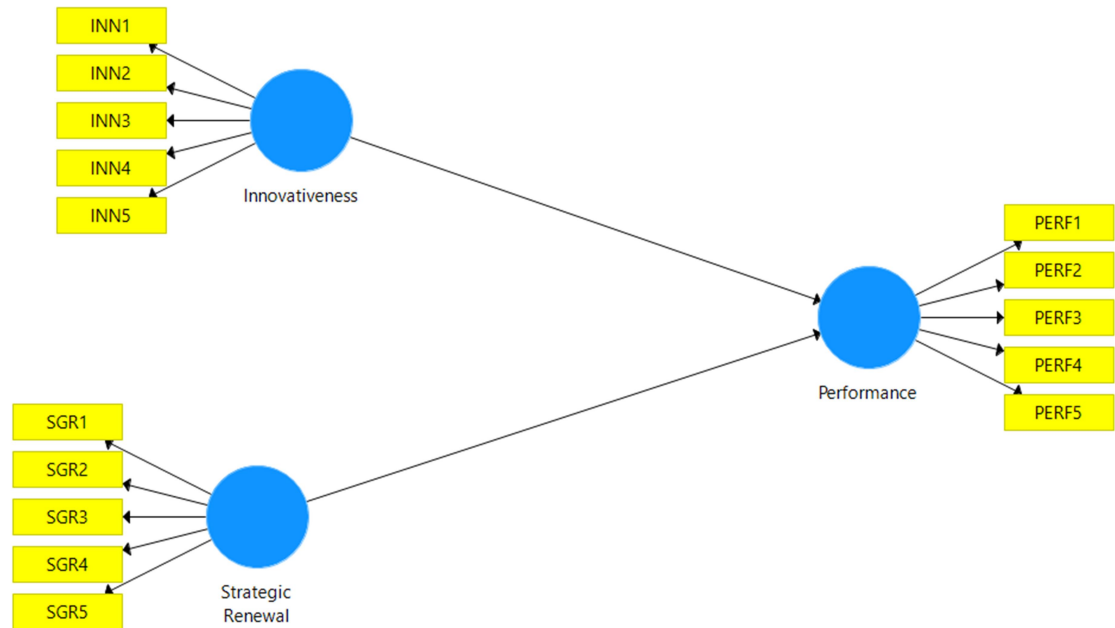 INN1
INN2
INN3
INN4
INN5
Innovativeness
PERF1
PERF2
PERF3
PERF4
PERF5
Performance
SGR1
SGR2
SGR3
SGR4
SGR5
Strategic
Renewal